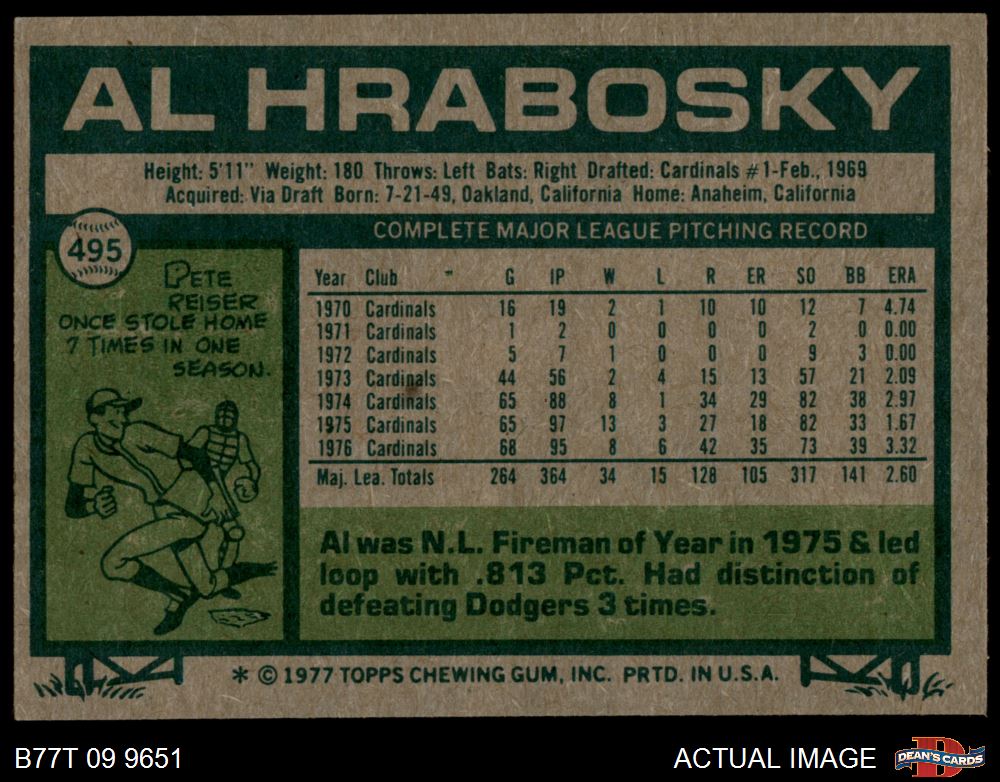 AL HRABOSKY
Height: 5'11" Weight: 180 Throws: Left Bats: Right Drafted: Cardinals #1-Feb., 1969
Acquired: Via Draft Born: 7-21-49, Oakland, California Home: Anaheim, California
495
PETE
REISER
ONCE STOLE HOME
7 TIMES IN ONE
SEASON.
COMPLETE MAJOR LEAGUE PITCHING RECORD
Year Club G IP W L R ER SO BB ERA
1970 Cardinals 16 19 2 1 10 10 12 7 4.74
1971 Cardinals 1 2 0 0 0 0 2 0 0.00
1972 Cardinals 5 7 1 0 0 0 9 3 0.00
1973 Cardinals 44 56 2 4 15 13 57 21 2.09
1974 Cardinals 65 88 8 1 34 29 82 38 2.97
1975 Cardinals 65 97 13 3 27 18 82 33 1.67
1976 Cardinals 68 95 8 6 42 35 73 39 3.32
Maj. Lea. Totals 264 364 34 15 128 105 317 141 2.60
Al was N.L. Fireman of Year in 1975 & led
loop with .813 Pct. Had distinction of
defeating Dodgers 3 times.
* © 1977 TOPPS CHEWING GUM, INC. PRTD. IN U.S.A.
B77T 09 9651
ACTUAL IMAGE
D
DEAN'S CARDS